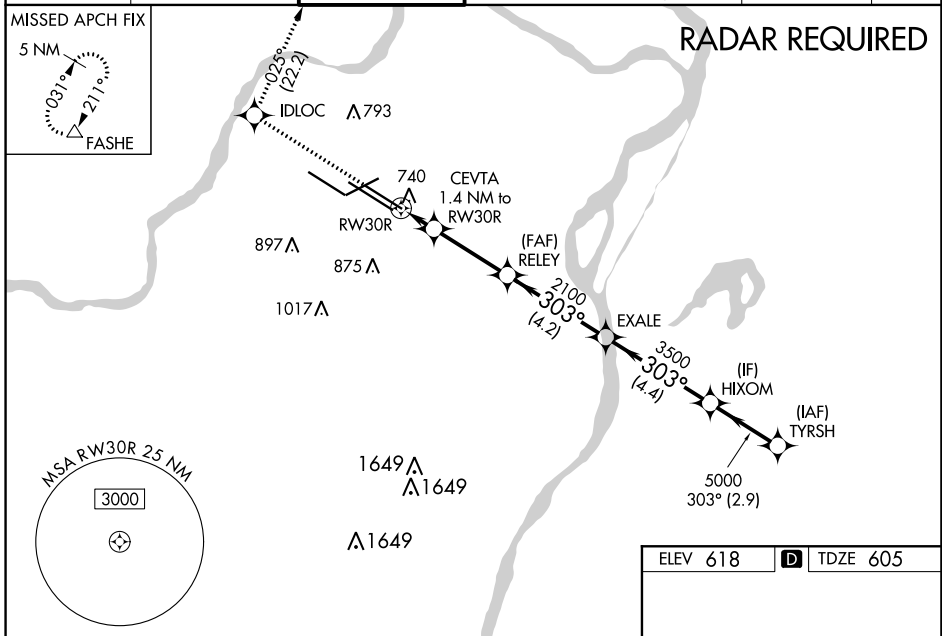 MISSED APCH FIX
5 NM
031°
211°
FASHE
RADAR REQUIRED
025°
(22.2)
IDLOC
793
740
CEVTA
1.4 NM to
RW30R
RW30R
897
875
1017
(FAF)
RELEY
2100
303°
(4.2)
EXALE
3500
303°
(4.4)
(IF)
HIXOM
(IAF)
TYRSH
5000
303° (2.9)
1649
1649
1649
MSA RW30R 25 NM
3000
ELEV 618 D TDZE 605